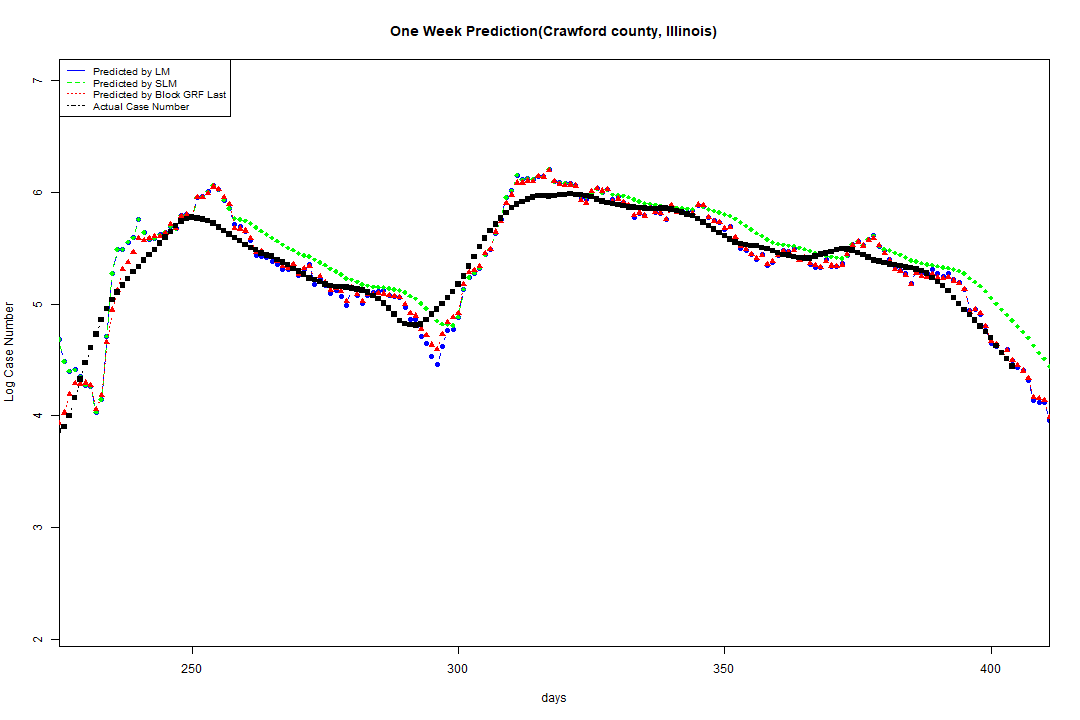 One Week Prediction(Crawford county, Illinois)
Predicted by LM
Predicted by SLM
Predicted by Block GRF Last
Actual Case Number
7
6
5
4
3
2
Log Case Number
250
300
350
400
days